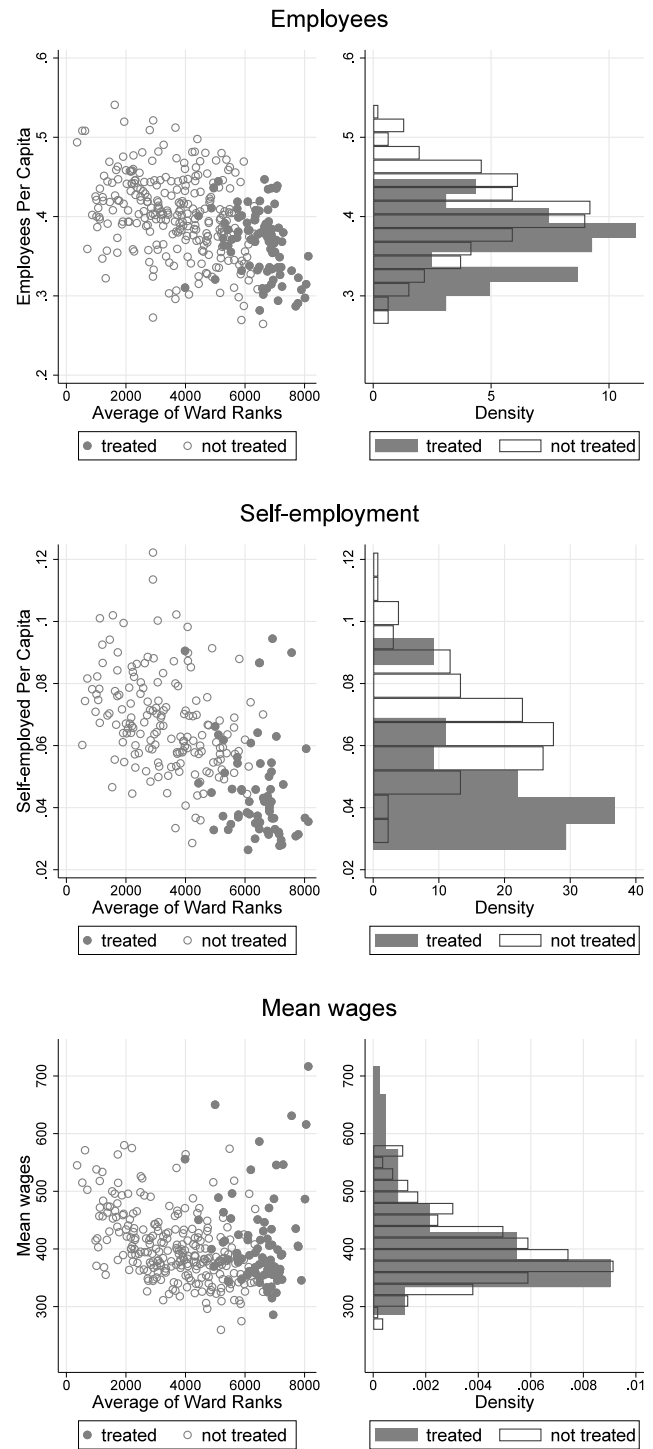 Employees
Employees Per Capita
.2 .3 .4 .5 .6
0 2000 4000 6000 8000
Average of Ward Ranks
treated not treated
.2 .3 .4 .5 .6
0 5 10
Density
treated not treated
Self-employment
Self-employed Per Capita
.02 .04 .06 .08 .1 .12
0 2000 4000 6000 8000
Average of Ward Ranks
treated not treated
.02 .04 .06 .08 .1 .12
0 10 20 30 40
Density
treated not treated
Mean wages
Mean wages
300 400 500 600 700
0 2000 4000 6000 8000
Average of Ward Ranks
treated not treated
300 400 500 600 700
0 .002 .004 .006 .008 .01
Density
treated not treated